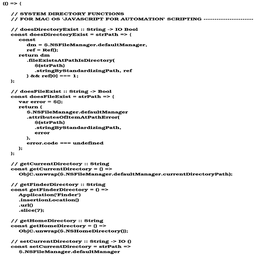 (() => {
// SYSTEM DIRECTORY FUNCTIONS
// FOR MAC OS 'JAVASCRIPT FOR AUTOMATION' SCRIPTING -----------------------
// doesDirectoryExist :: String -> IO Bool
const doesDirectoryExist = strPath => {
const
dm = $.NSFileManager.defaultManager,
ref = Ref();
return dm
.fileExistsAtPathIsDirectory(
$(strPath)
.stringByStandardizingPath, ref
) && ref[0] === 1;
};
// doesFileExist :: String -> Bool
const doesFileExist = strPath => {
var error = $();
return (
$.NSFileManager.defaultManager
.attributesOfItemAtPathError(
$(strPath)
.stringByStandardizingPath,
error
),
error.code === undefined
);
};
// getCurrentDirectory :: String
const getCurrentDirectory = () =>
ObjC.unwrap($.NSFileManager.defaultManager.currentDirectoryPath);
// getFinderDirectory :: String
const getFinderDirectory = () =>
Application('Finder')
.insertionLocation()
.url()
.slice(7);
// getHomeDirectory :: String
const getHomeDirectory = () =>
ObjC.unwrap($.NSHomeDirectory());
// setCurrentDirectory :: String -> IO ()
const setCurrentDirectory = strPath =>
$.NSFileManager.defaultManager